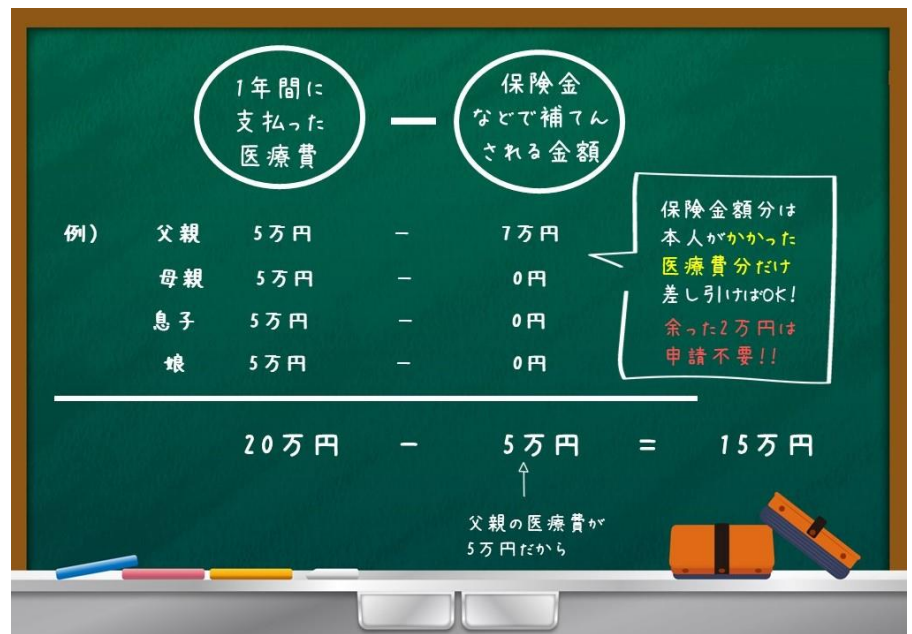 1年間に
支払った
医療費
ー
保険金
などで補てん
される金額
例) 父親 5万円 － 7万円
母親 5万円 － 0円
息子 5万円 － 0円
娘 5万円 － 0円
保険金額分は
本人がかかった
医療費分だけ
差し引けばOK!
余った2万円は
申請不要!!
20万円 － 5万円 = 15万円
↑
父親の医療費が
5万円だから